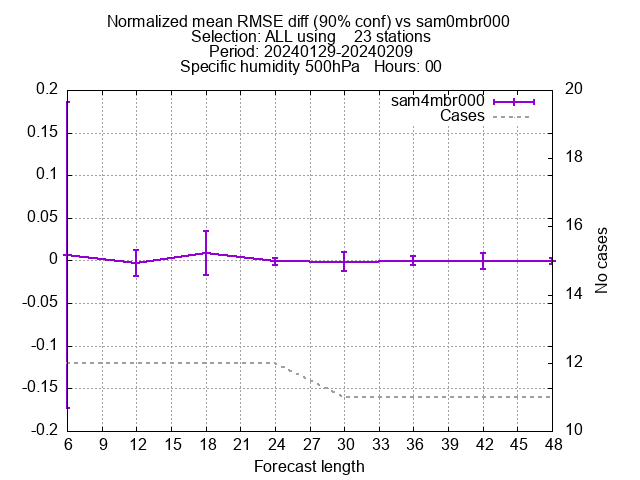 Normalized mean RMSE diff (90% conf) vs sam0mbr000
Selection: ALL using    23 stations
Period: 20240129-20240209
Specific humidity 500hPa   Hours: 00
sam4mbr000
Cases
0.2
0.15
0.1
0.05
0
-0.05
-0.1
-0.15
-0.2
20
18
16
14
12
10
No cases
6 9 12 15 18 21 24 27 30 33 36 39 42 45 48
Forecast length